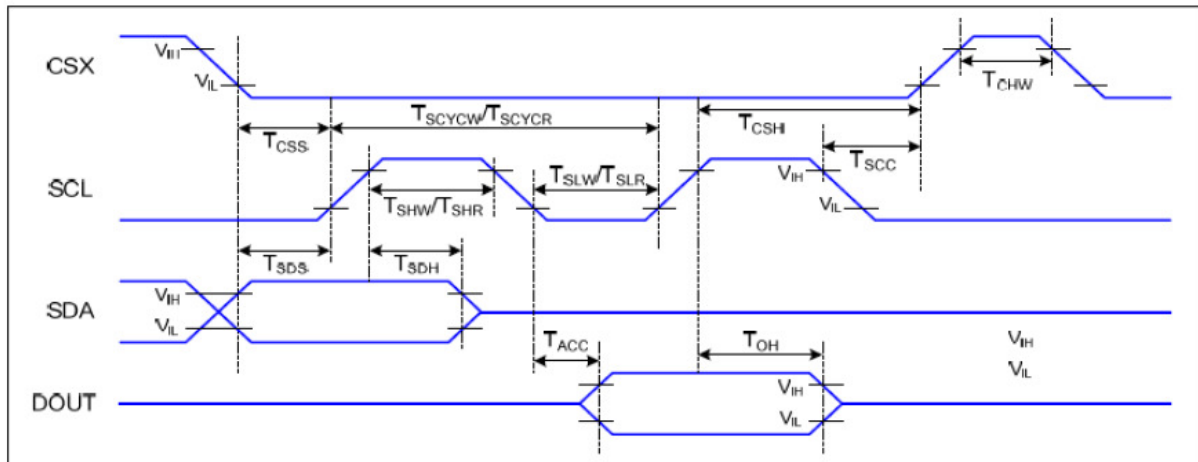 CSX
VIH
VIL
TCHW
TSCYCW/TSCYCR
TCSH
TCSS
TSCC
SCL
TSLW/TSLR
VIH
TSHW/TSHR
VIL
TSDS
TSDH
SDA
VIH
VIL
TACC
TOH
VIH
VIL
DOUT
VIH
VIL